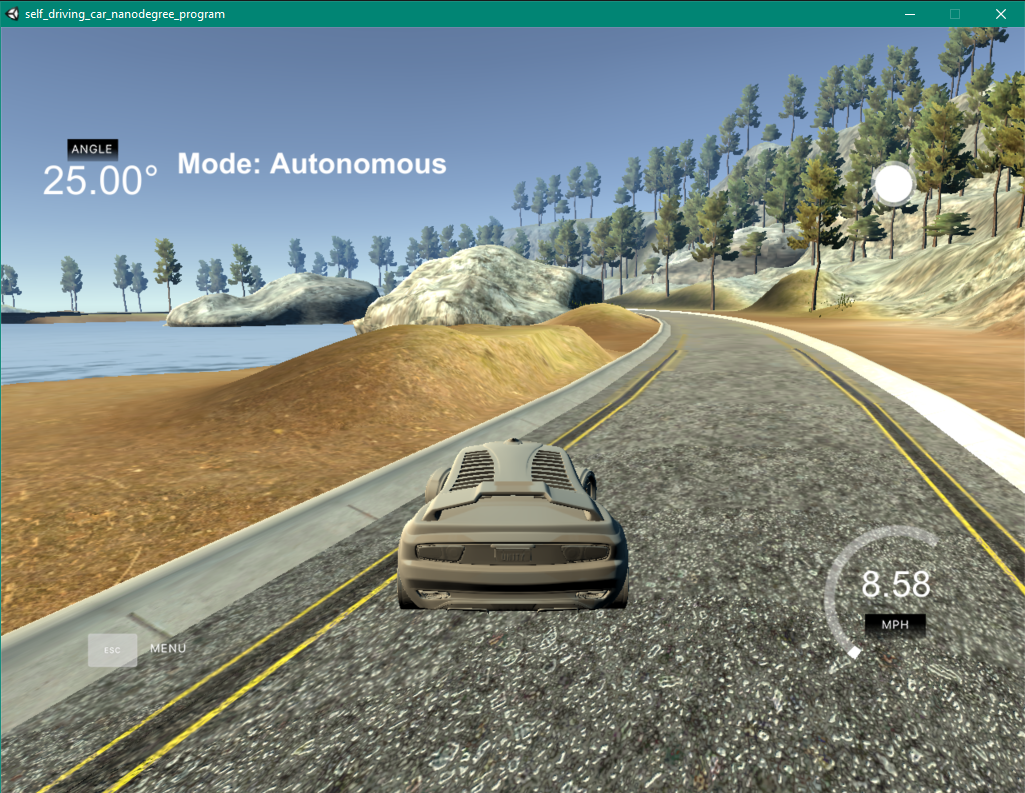 self_driving_car_nanodegree_program
ANGLE
25.00°
Mode: Autonomous
8.58
MPH
ESC MENU